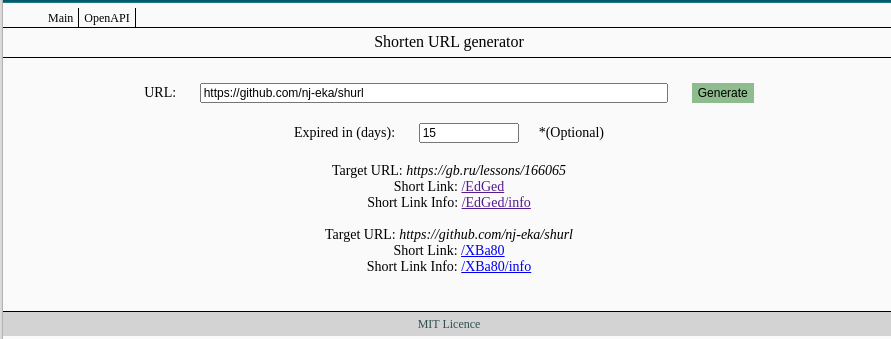 Main OpenAPI
Shorten URL generator
URL: https://github.com/nj-eka/shurl Generate
Expired in (days): 15 *(Optional)
Target URL: https://gb.ru/lessons/166065
Short Link: /EdGed
Short Link Info: /EdGed/info
Target URL: https://github.com/nj-eka/shurl
Short Link: /XBa80
Short Link Info: /XBa80/info
MIT Licence